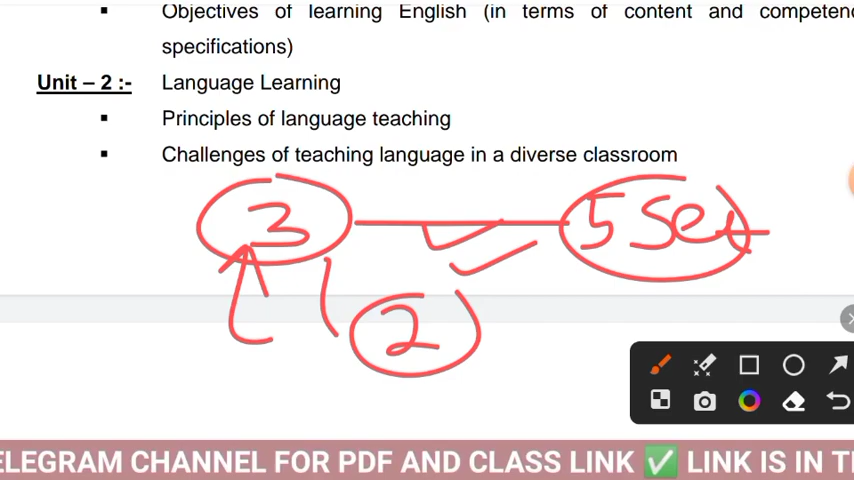 ▪ Objectives of learning English (in terms of content and competenc
specifications)
Unit – 2 :- Language Learning
▪ Principles of language teaching
▪ Challenges of teaching language in a diverse classroom
3 5 Set
2
ELEGRAM CHANNEL FOR PDF AND CLASS LINK ✅ LINK IS IN T